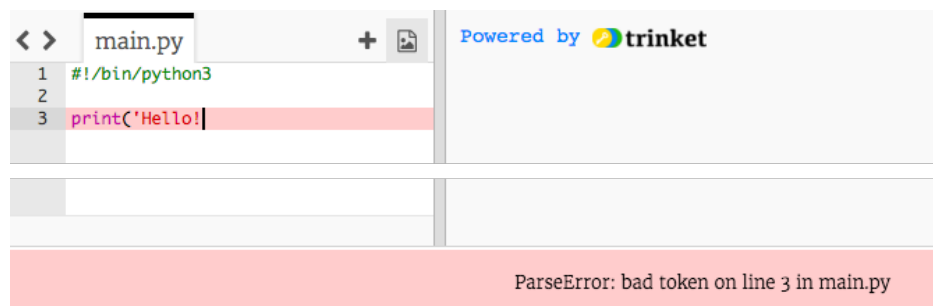 main.py
Powered by trinket
1 #!/bin/python3
2
3 print('Hello!
ParseError: bad token on line 3 in main.py